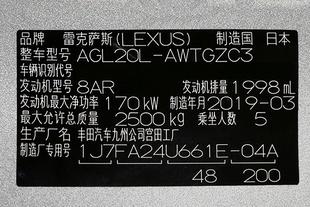 品牌 雷克萨斯(LEXUS) 制造国 日本
整车型号 AGL20L-AWTGZC3
车辆识别代号
发动机型号 8AR 发动机排量 1998 mL
发动机最大净功率 170 kW 制造年月 2019-03
最大允许总质量 2500 kg 乘坐人数 5
生产厂名 丰田汽车九州公司宫田工厂
制造厂专用号 1J7FA24U661E-04A
48 200